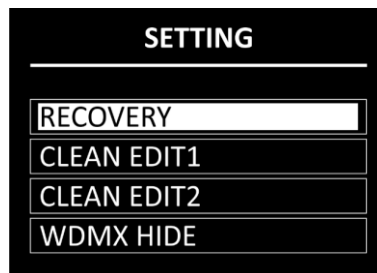 SETTING
RECOVERY
CLEAN EDIT1
CLEAN EDIT2
WDMX HIDE